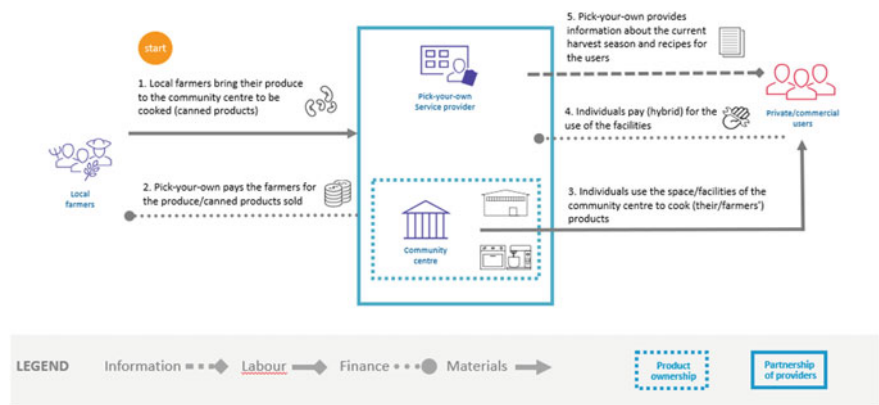 start
1. Local farmers bring their produce
to the community centre to be
cooked (canned products)
Local
farmers
2. Pick-your-own pays the farmers for
the produce/canned products sold
Pick-your-own
Service provider
Community
centre
5. Pick-your-own provides
information about the current
harvest season and recipes for
the users
4. Individuals pay (hybrid) for the
use of the facilities
Private/commercial
users
3. Individuals use the space/facilities of the
community centre to cook (their/farmers')
products
LEGEND Information Labour Finance Materials
Product
ownership
Partnership
of providers